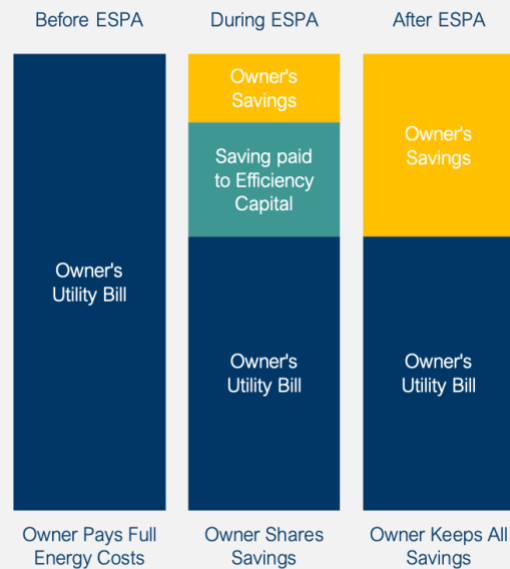 Before ESPA
During ESPA
After ESPA
Owner's
Savings
Owner's
Savings
Saving paid
to Efficiency
Capital
Owner's
Utility Bill
Owner's
Utility Bill
Owner's
Utility Bill
Owner Pays Full
Energy Costs
Owner Shares
Savings
Owner Keeps All
Savings